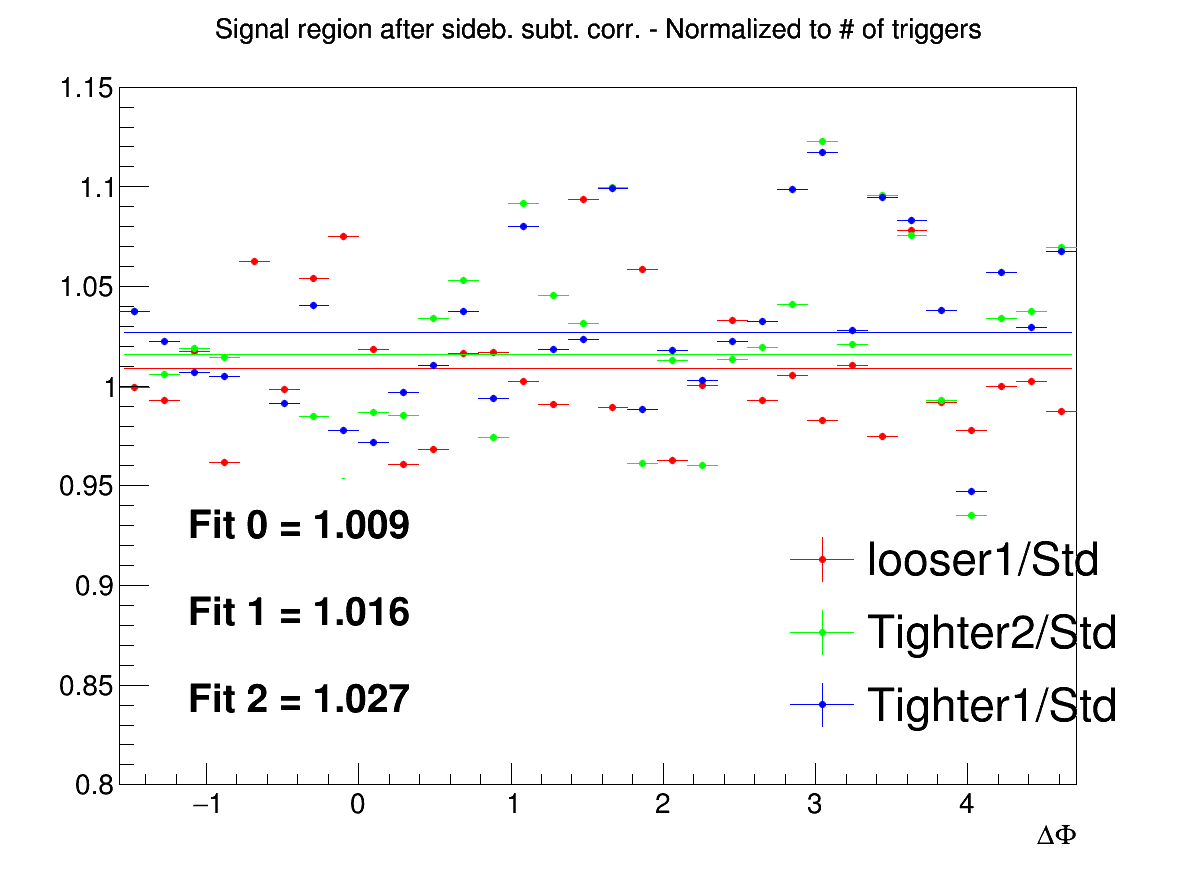 Signal region after sideb. subt. corr. - Normalized to # of triggers
1.15
1.1
1.05
1
0.95
0.9
0.85
0.8
Fit 0 = 1.009
Fit 1 = 1.016
Fit 2 = 1.027
looser1/Std
Tighter2/Std
Tighter1/Std
−1 0 1 2 3 4
ΔΦ